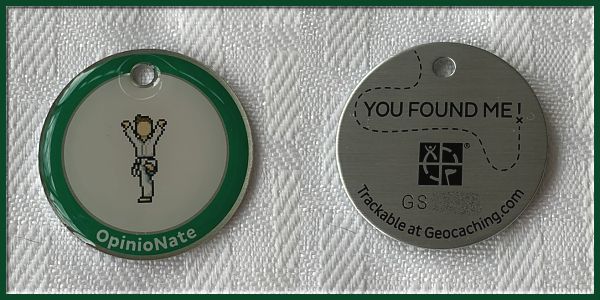 OpinioNate
YOU FOUND ME!
®
GS
Trackable at Geocaching.com